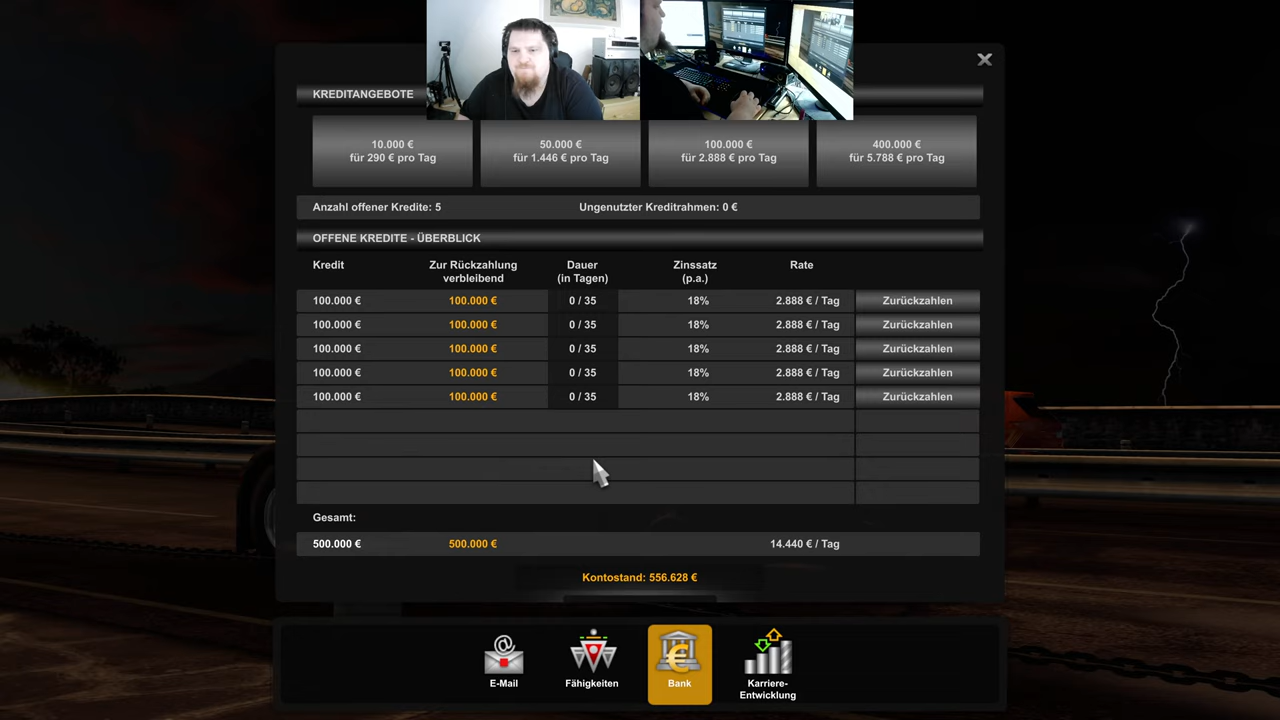 KREDITANGEBOTE
10.000 €
für 290 € pro Tag
50.000 €
für 1.446 € pro Tag
100.000 €
für 2.888 € pro Tag
400.000 €
für 5.788 € pro Tag
Anzahl offener Kredite: 5 Ungenutzter Kreditrahmen: 0 €
OFFENE KREDITE - ÜBERBLICK
Kredit Zur Rückzahlung verbleibend Dauer (in Tagen) Zinssatz (p.a.) Rate
100.000 € 100.000 € 0 / 35 18% 2.888 € / Tag Zurückzahlen
100.000 € 100.000 € 0 / 35 18% 2.888 € / Tag Zurückzahlen
100.000 € 100.000 € 0 / 35 18% 2.888 € / Tag Zurückzahlen
100.000 € 100.000 € 0 / 35 18% 2.888 € / Tag Zurückzahlen
100.000 € 100.000 € 0 / 35 18% 2.888 € / Tag Zurückzahlen
Gesamt:
500.000 € 500.000 € 14.440 € / Tag
Kontostand: 556.628 €
E-Mail
Fähigkeiten
Bank
Karriere-
Entwicklung